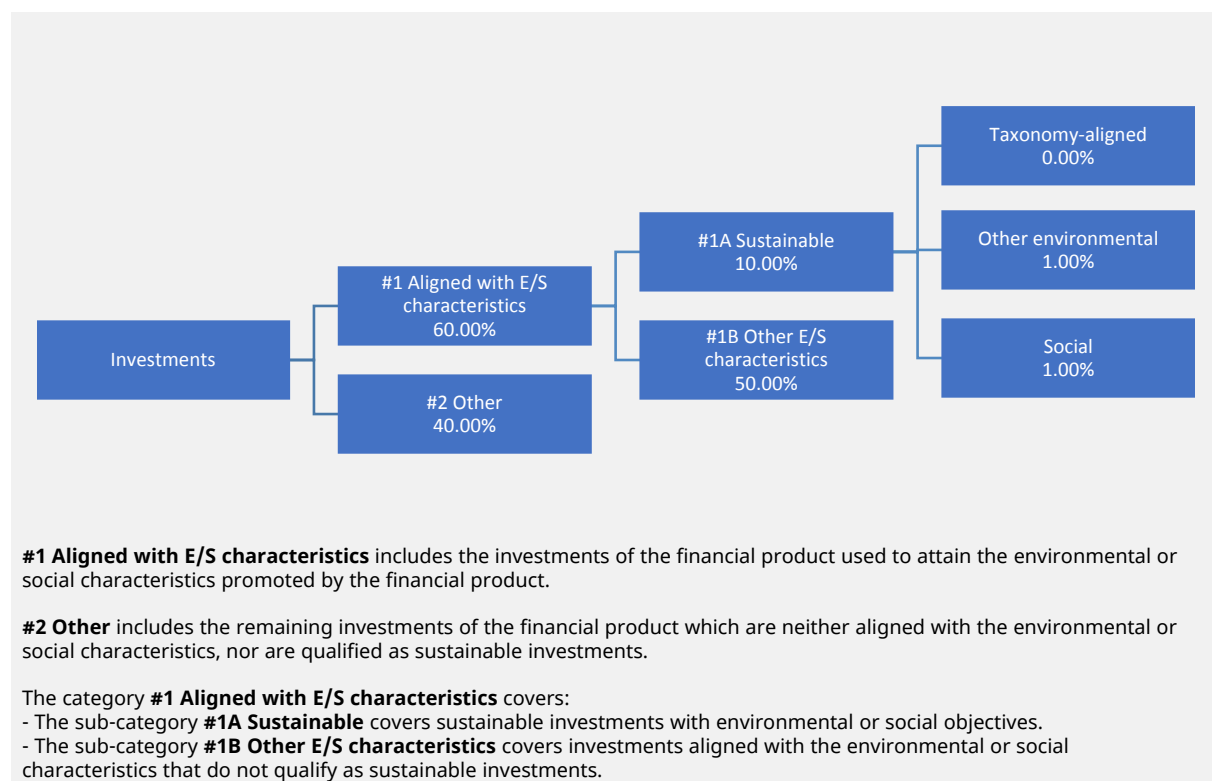 Taxonomy-aligned
0.00%
#1A Sustainable
10.00%
Other environmental
1.00%
#1 Aligned with E/S
characteristics
60.00%
Investments
#1B Other E/S
characteristics
50.00%
Social
1.00%
#2 Other
40.00%
#1 Aligned with E/S characteristics includes the investments of the financial product used to attain the environmental or
social characteristics promoted by the financial product.
#2 Other includes the remaining investments of the financial product which are neither aligned with the environmental or
social characteristics, nor are qualified as sustainable investments.
The category #1 Aligned with E/S characteristics covers:
- The sub-category #1A Sustainable covers sustainable investments with environmental or social objectives.
- The sub-category #1B Other E/S characteristics covers investments aligned with the environmental or social
characteristics that do not qualify as sustainable investments.